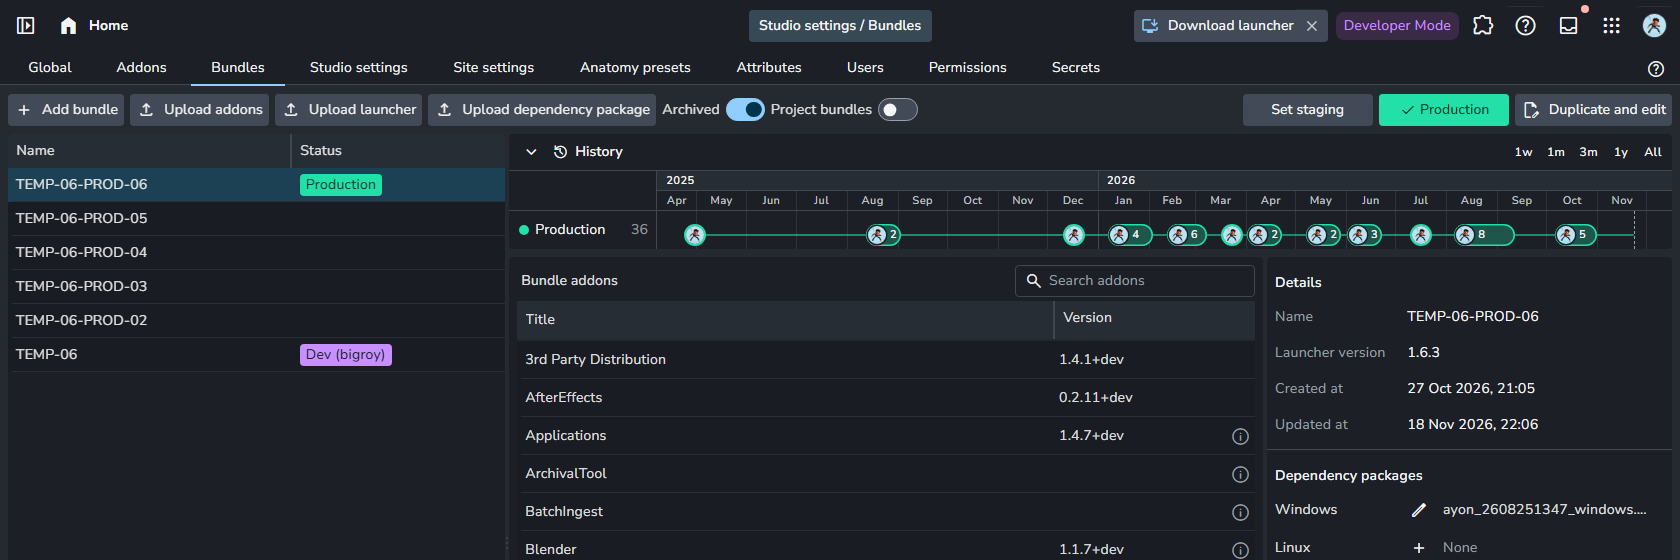 Home
Studio settings / Bundles
Download launcher
Developer Mode
Global Addons Bundles Studio settings Site settings Anatomy presets Attributes Users Permissions Secrets
Add bundle Upload addons Upload launcher Upload dependency package Archived Project bundles Set staging Production Duplicate and edit
Name Status
TEMP-06-PROD-06 Production
TEMP-06-PROD-05
TEMP-06-PROD-04
TEMP-06-PROD-03
TEMP-06-PROD-02
TEMP-06 Dev (bigroy)
History 1w 1m 3m 1y All
2025 2026
Apr May Jun Jul Aug Sep Oct Nov Dec Jan Feb Mar Apr May Jun Jul Aug Sep Oct Nov
Production 36 2 4 6 2 2 3 8 5
Bundle addons Search addons
Title Version
3rd Party Distribution 1.4.1+dev
AfterEffects 0.2.11+dev
Applications 1.4.7+dev
ArchivalTool
BatchIngest
Blender 1.1.7+dev
Details
Name TEMP-06-PROD-06
Launcher version 1.6.3
Created at 27 Oct 2026, 21:05
Updated at 18 Nov 2026, 22:06
Dependency packages
Windows ayon_2608251347_windows....
Linux None